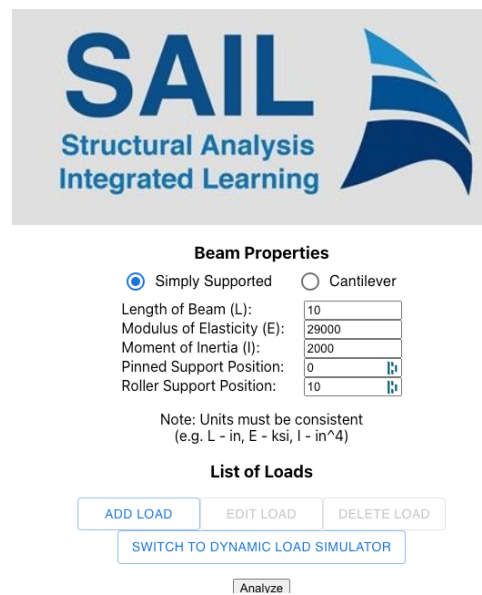 SAIL
Structural Analysis
Integrated Learning
Beam Properties
Simply Supported Cantilever
Length of Beam (L): 10
Modulus of Elasticity (E): 29000
Moment of Inertia (I): 2000
Pinned Support Position: 0
Roller Support Position: 10
Note: Units must be consistent
(e.g. L - in, E - ksi, I - in^4)
List of Loads
ADD LOAD EDIT LOAD DELETE LOAD
SWITCH TO DYNAMIC LOAD SIMULATOR
Analyze